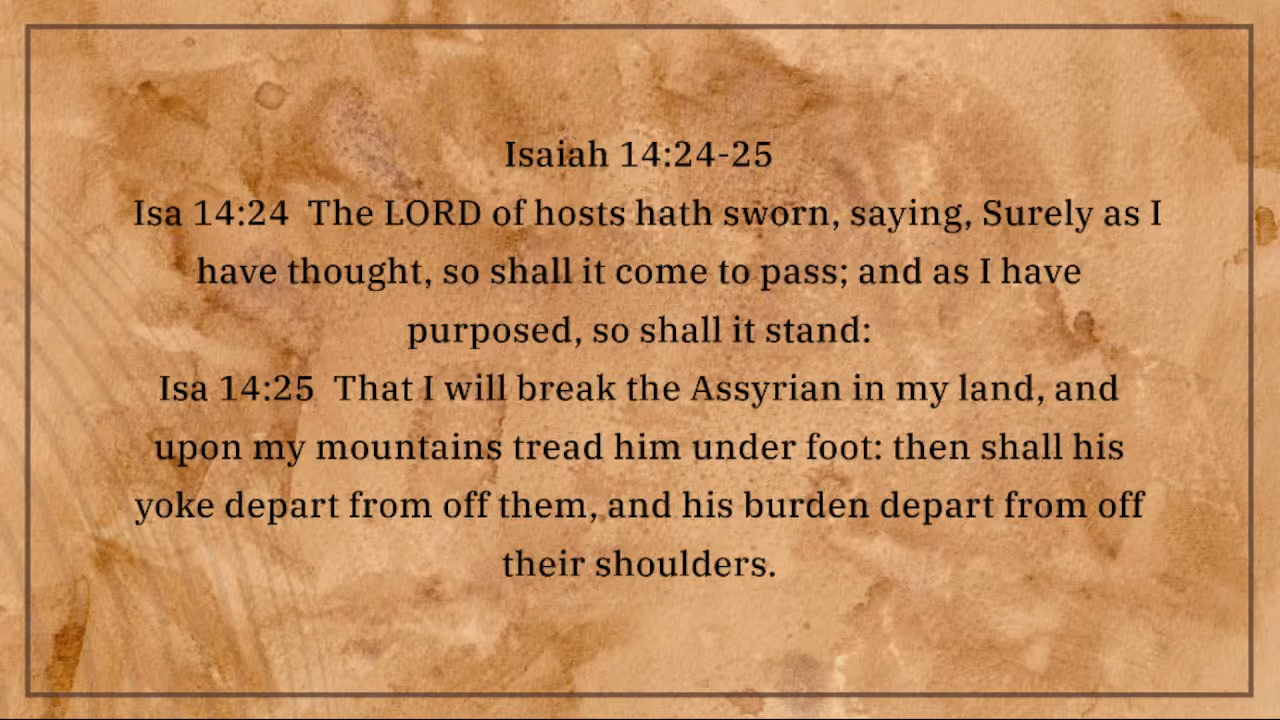 Isaiah 14:24-25
Isa 14:24  The LORD of hosts hath sworn, saying, Surely as I
have thought, so shall it come to pass; and as I have
purposed, so shall it stand:
Isa 14:25  That I will break the Assyrian in my land, and
upon my mountains tread him under foot: then shall his
yoke depart from off them, and his burden depart from off
their shoulders.